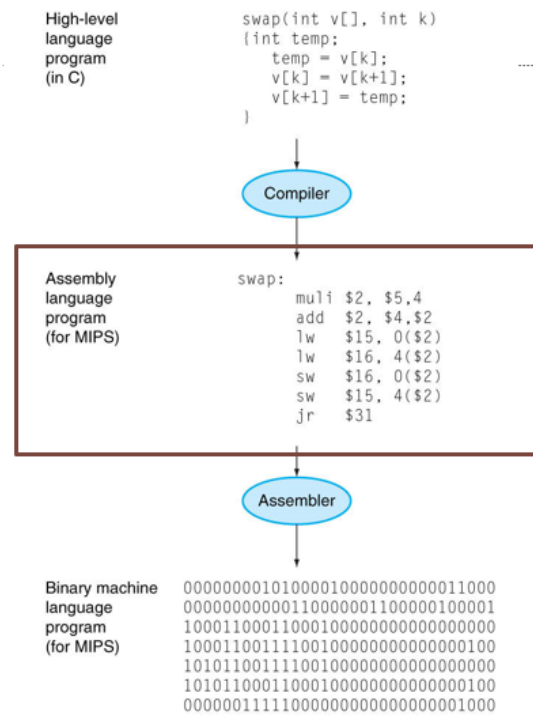 High-level swap(int v[], int k)
language {int temp;
program temp = v[k];
(in C) v[k] = v[k+1];
v[k+1] = temp;
}
Compiler
Assembly swap:
language muli $2, $5,4
program add $2, $4,$2
(for MIPS) lw $15, 0($2)
lw $16, 4($2)
sw $16, 0($2)
sw $15, 4($2)
jr $31
Assembler
Binary machine 00000000101000010000000000011000
language 00000000000110000001100000100001
program 10001100011000100000000000000000
(for MIPS) 10001100111100100000000000000100
10101100111100100000000000000000
10101100011000100000000000000100
00000011111000000000000000001000